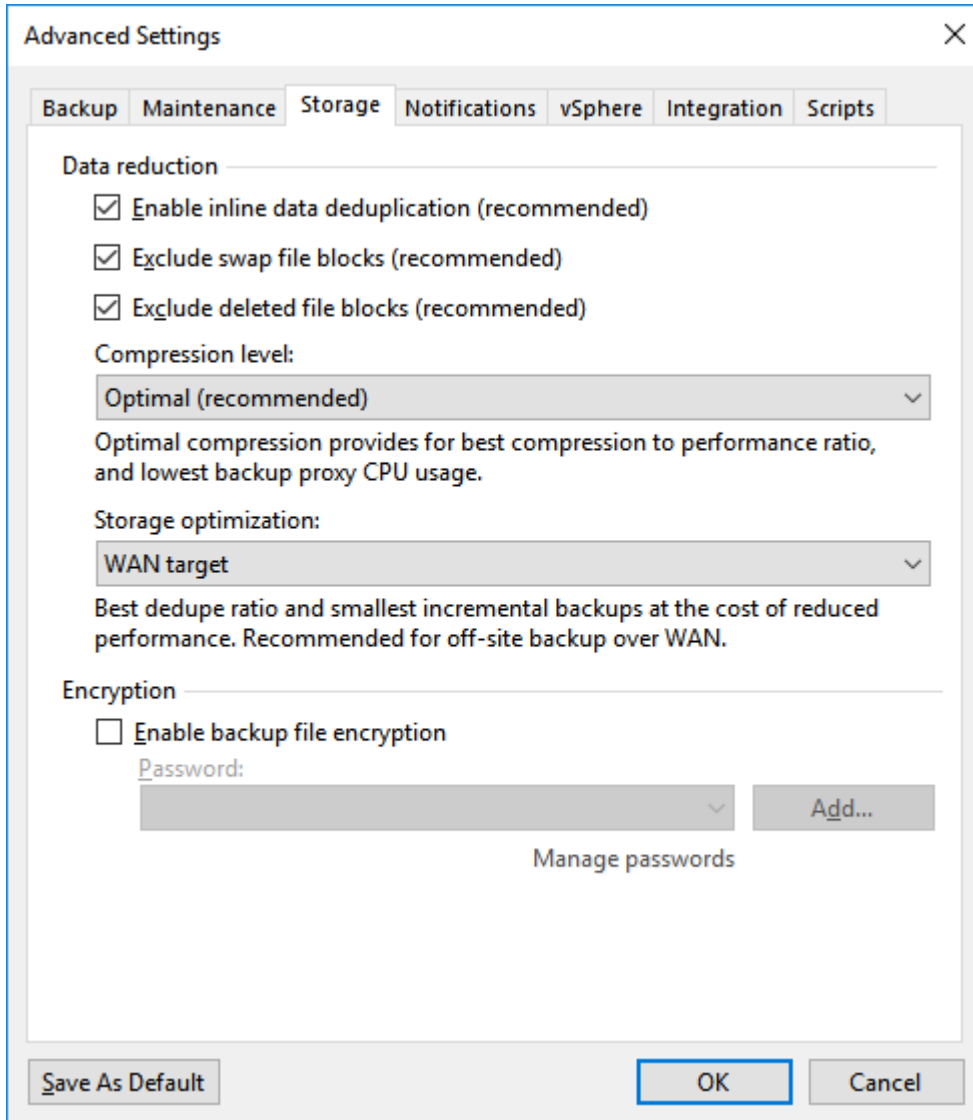 Advanced Settings
Backup Maintenance Storage Notifications vSphere Integration Scripts
Data reduction
Enable inline data deduplication (recommended)
Exclude swap file blocks (recommended)
Exclude deleted file blocks (recommended)
Compression level:
Optimal (recommended)
Optimal compression provides for best compression to performance ratio,
and lowest backup proxy CPU usage.
Storage optimization:
WAN target
Best dedupe ratio and smallest incremental backups at the cost of reduced
performance. Recommended for off-site backup over WAN.
Encryption
Enable backup file encryption
Password:
Add...
Manage passwords
Save As Default OK Cancel